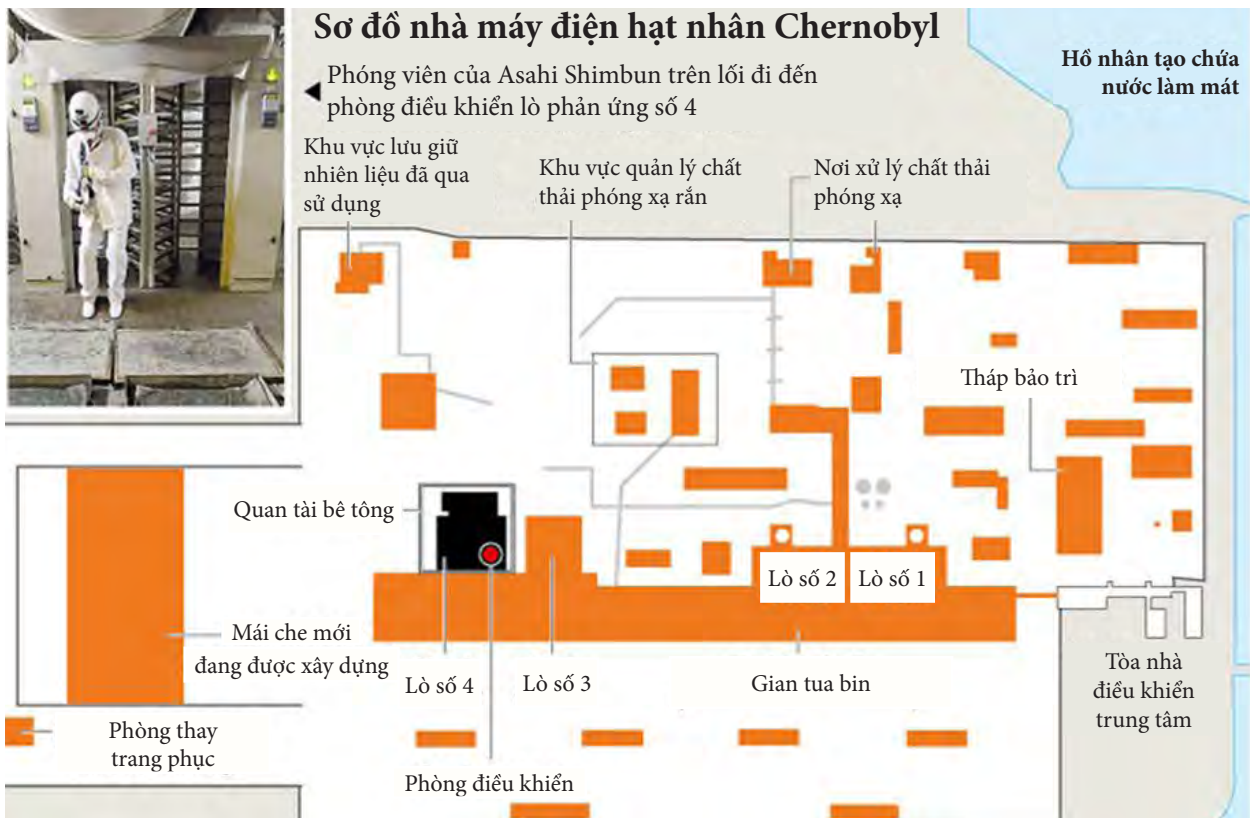 Sơ đồ nhà máy điện hạt nhân Chernobyl
Phóng viên của Asahi Shimbun trên lối đi đến
phòng điều khiển lò phản ứng số 4
Hồ nhân tạo chứa
nước làm mát
Khu vực lưu giữ
nhiên liệu đã qua
sử dụng
Khu vực quản lý chất
thải phóng xạ rắn
Nơi xử lý chất thải
phóng xạ
Tháp bảo trì
Quan tài bê tông
Lò số 2
Lò số 1
Mái che mới
đang được xây dựng
Lò số 4
Lò số 3
Gian tua bin
Tòa nhà
điều khiển
trung tâm
Phòng thay
trang phục
Phòng điều khiển